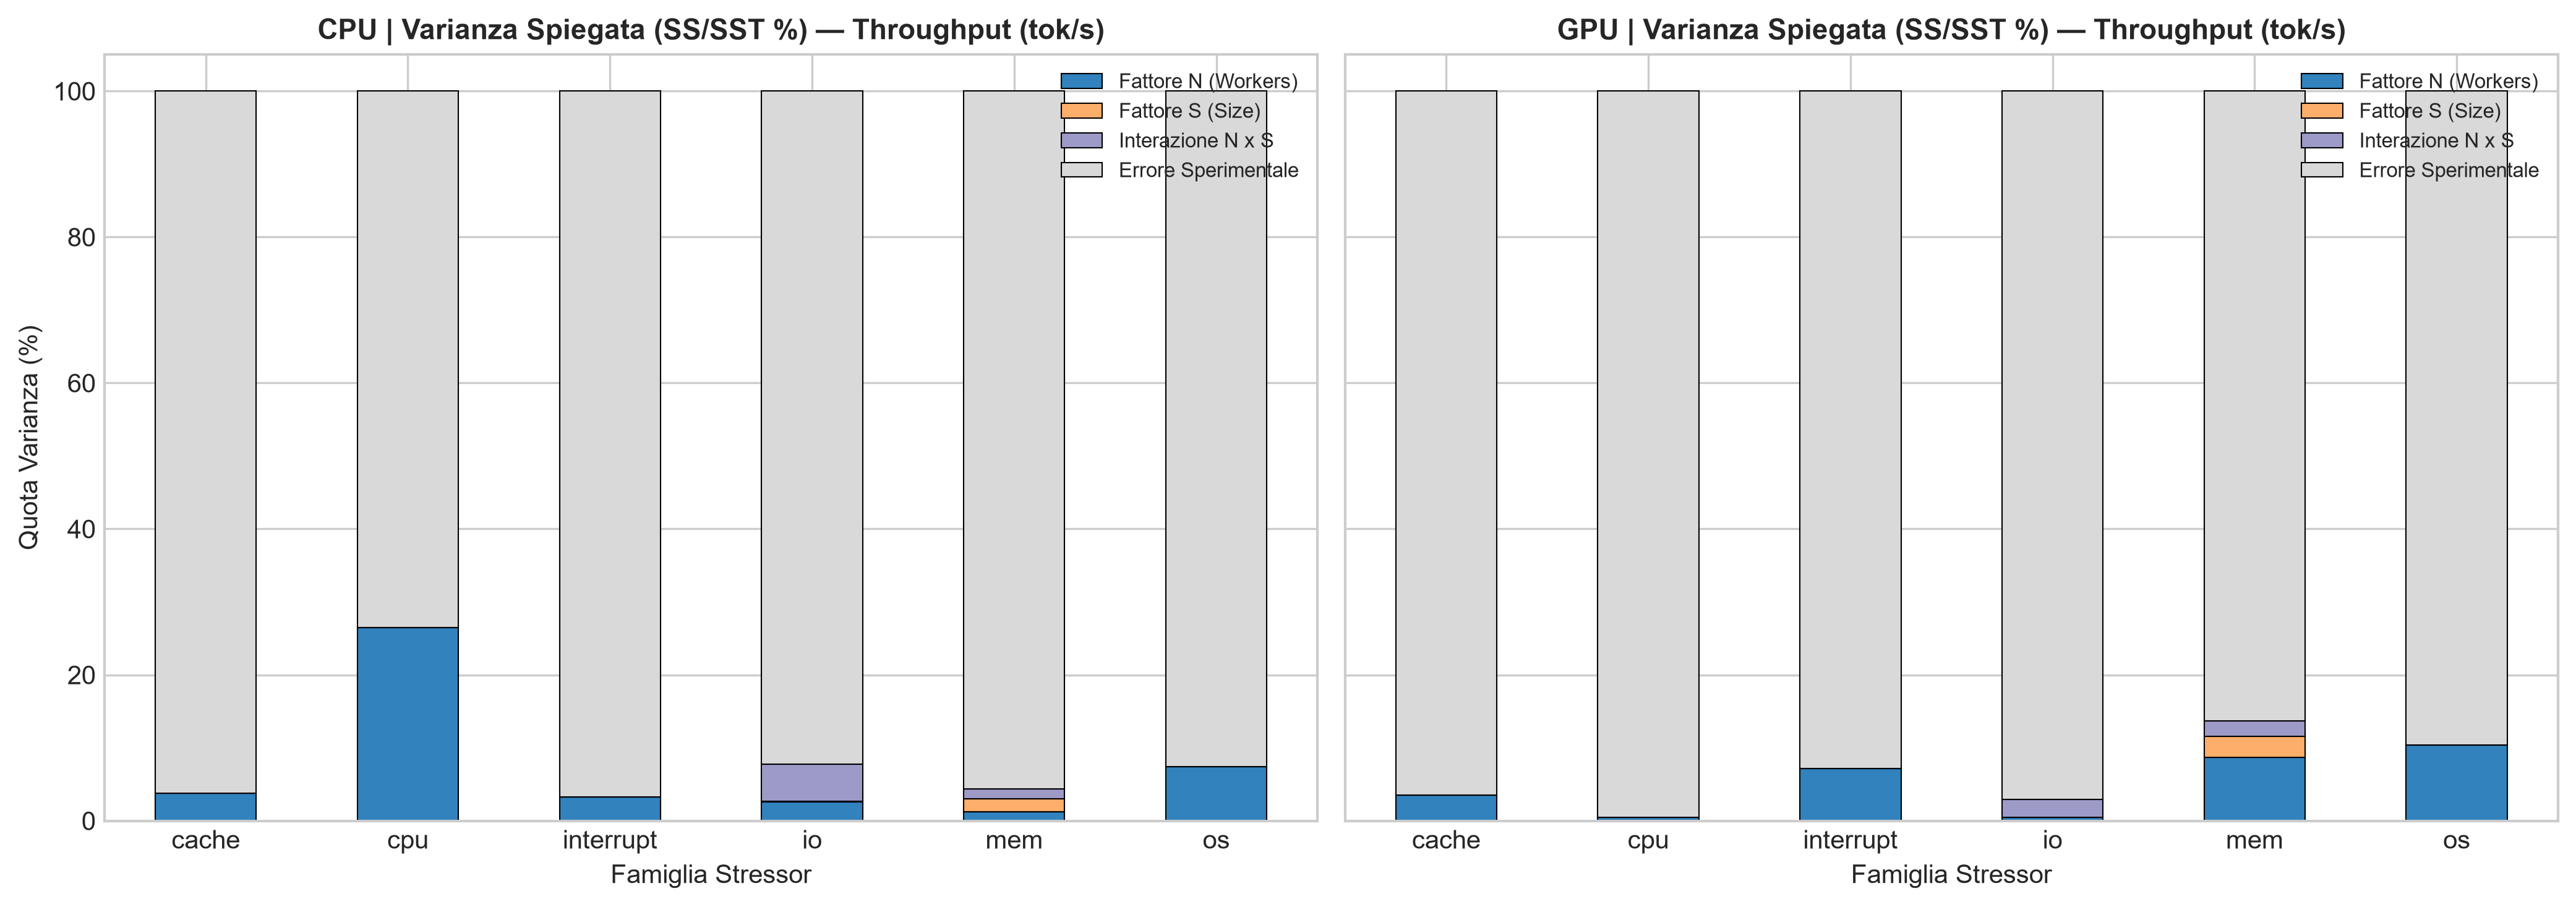 CPU | Varianza Spiegata (SS/SST %) — Throughput (tok/s)
Quota Varianza (%)
100
80
60
40
20
0
Fattore N (Workers)
Fattore S (Size)
Interazione N x S
Errore Sperimentale
cache cpu interrupt io mem os
Famiglia Stressor
GPU | Varianza Spiegata (SS/SST %) — Throughput (tok/s)
Fattore N (Workers)
Fattore S (Size)
Interazione N x S
Errore Sperimentale
cache cpu interrupt io mem os
Famiglia Stressor